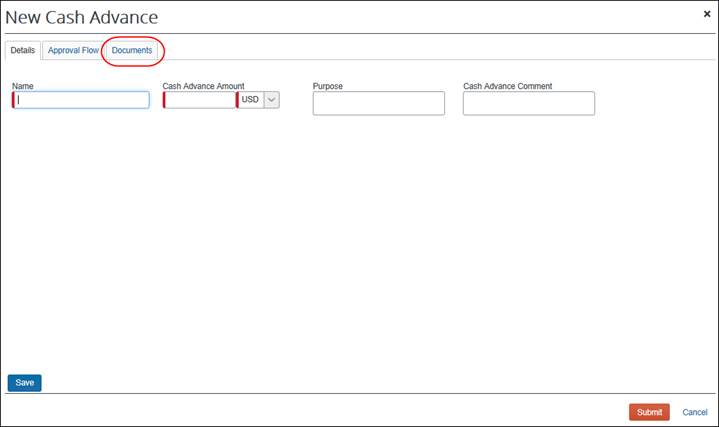 New Cash Advance ×
Details Approval Flow Documents
Name Cash Advance Amount Purpose Cash Advance Comment
USD
Save
Submit Cancel